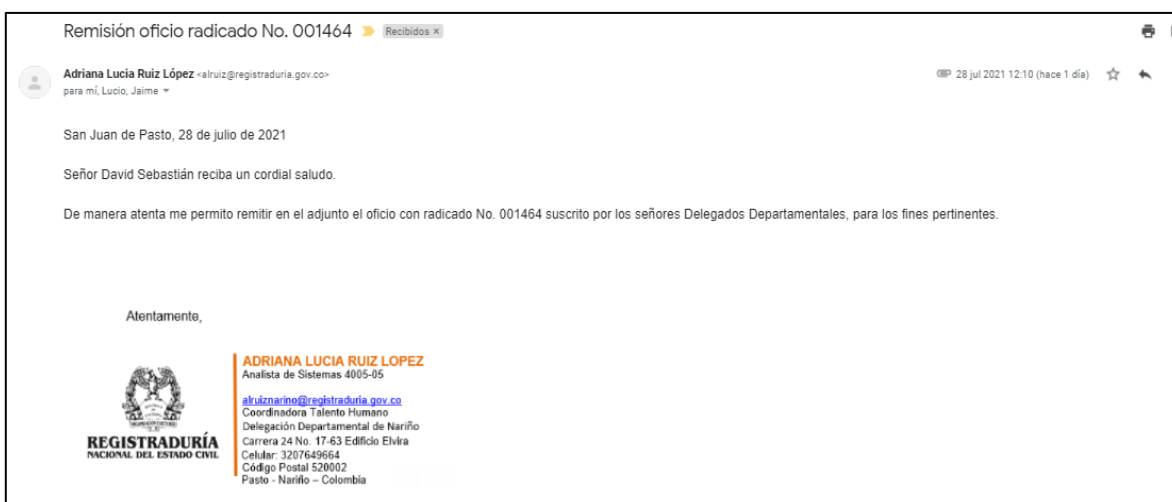 Remisión oficio radicado No. 001464
Recibidos ×
Adriana Lucia Ruiz López <alruiz@registraduria.gov.co>
28 jul 2021 12:10 (hace 1 día)
para mí, Lucio, Jaime
San Juan de Pasto, 28 de julio de 2021
Señor David Sebastián reciba un cordial saludo.
De manera atenta me permito remitir en el adjunto el oficio con radicado No. 001464 suscrito por los señores Delegados Departamentales, para los fines pertinentes.
Atentamente,
REGISTRADURÍA
NACIONAL DEL ESTADO CIVIL
ADRIANA LUCIA RUIZ LOPEZ
Analista de Sistemas 4005-05
alruiznarino@registraduria.gov.co
Coordinadora Talento Humano
Delegación Departamental de Nariño
Carrera 24 No. 17-63 Edificio Elvira
Celular: 3207649664
Código Postal 520002
Pasto - Nariño – Colombia